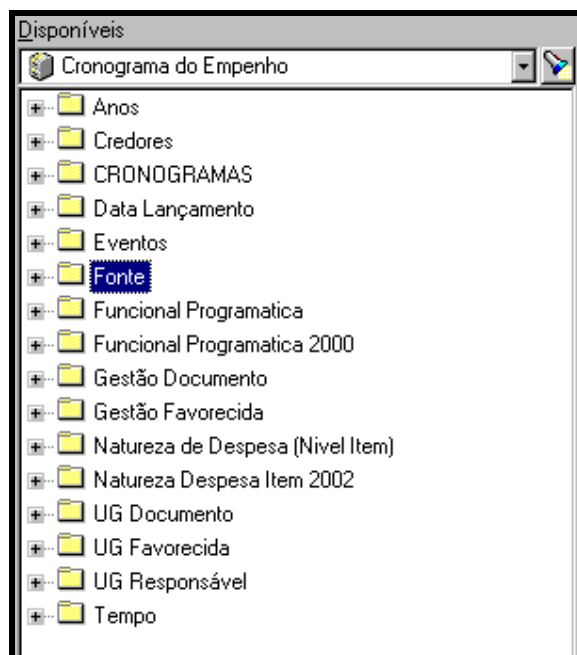 Disponíveis
Cronograma do Empenho
Anos
Credores
CRONOGRAMAS
Data Lançamento
Eventos
Fonte
Funcional Programatica
Funcional Programatica 2000
Gestão Documento
Gestão Favorecida
Natureza de Despesa (Nivel Item)
Natureza Despesa Item 2002
UG Documento
UG Favorecida
UG Responsável
Tempo